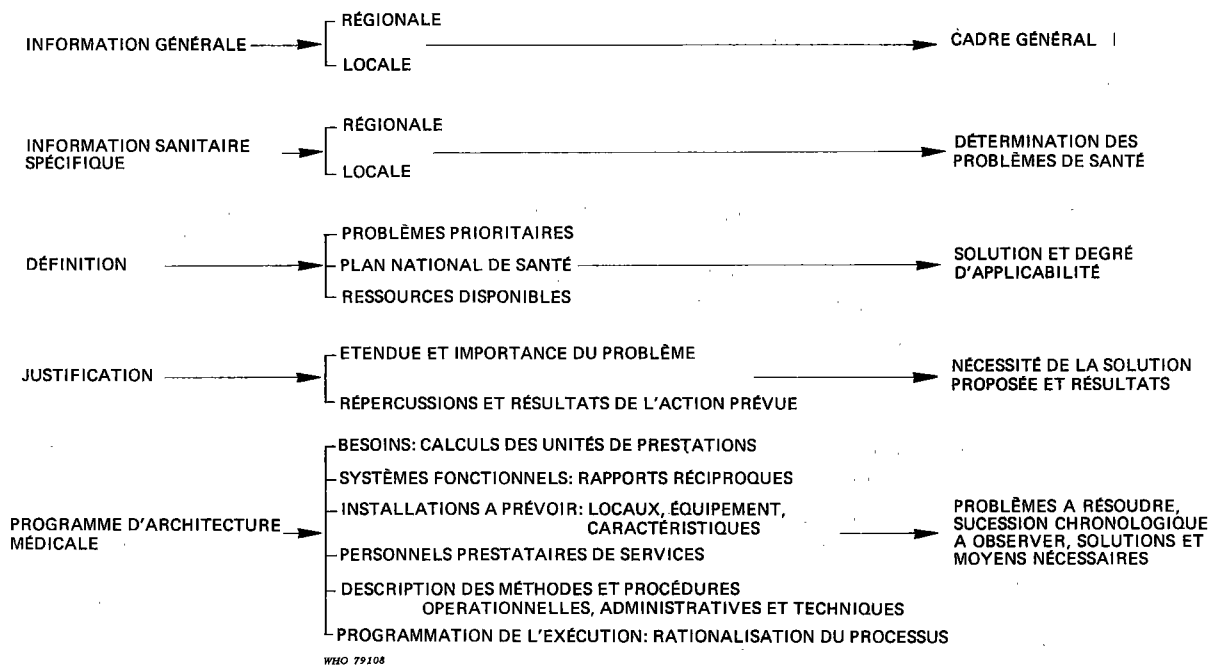 INFORMATION GÉNÉRALE
RÉGIONALE
LOCALE
CADRE GÉNÉRAL
INFORMATION SANITAIRE
SPÉCIFIQUE
RÉGIONALE
LOCALE
DÉTERMINATION DES
PROBLÈMES DE SANTÉ
DÉFINITION
PROBLÈMES PRIORITAIRES
PLAN NATIONAL DE SANTÉ
RESSOURCES DISPONIBLES
SOLUTION ET DEGRÉ
D'APPLICABILITÉ
JUSTIFICATION
ETENDUE ET IMPORTANCE DU PROBLÈME
RÉPERCUSSIONS ET RÉSULTATS DE L'ACTION PRÉVUE
NÉCESSITÉ DE LA SOLUTION
PROPOSÉE ET RÉSULTATS
PROGRAMME D'ARCHITECTURE
MÉDICALE
BESOINS: CALCULS DES UNITÉS DE PRESTATIONS
SYSTÈMES FONCTIONNELS: RAPPORTS RÉCIPROQUES
INSTALLATIONS A PRÉVOIR: LOCAUX, ÉQUIPEMENT,
CARACTÉRISTIQUES
PERSONNELS PRESTATAIRES DE SERVICES
DESCRIPTION DES MÉTHODES ET PROCÉDURES
OPERATIONNELLES, ADMINISTRATIVES ET TECHNIQUES
PROGRAMMATION DE L'EXÉCUTION: RATIONALISATION DU PROCESSUS
PROBLÈMES A RÉSOUDRE,
SUCESSION CHRONOLOGIQUE
A OBSERVER, SOLUTIONS ET
MOYENS NÉCESSAIRES
WHO 79108